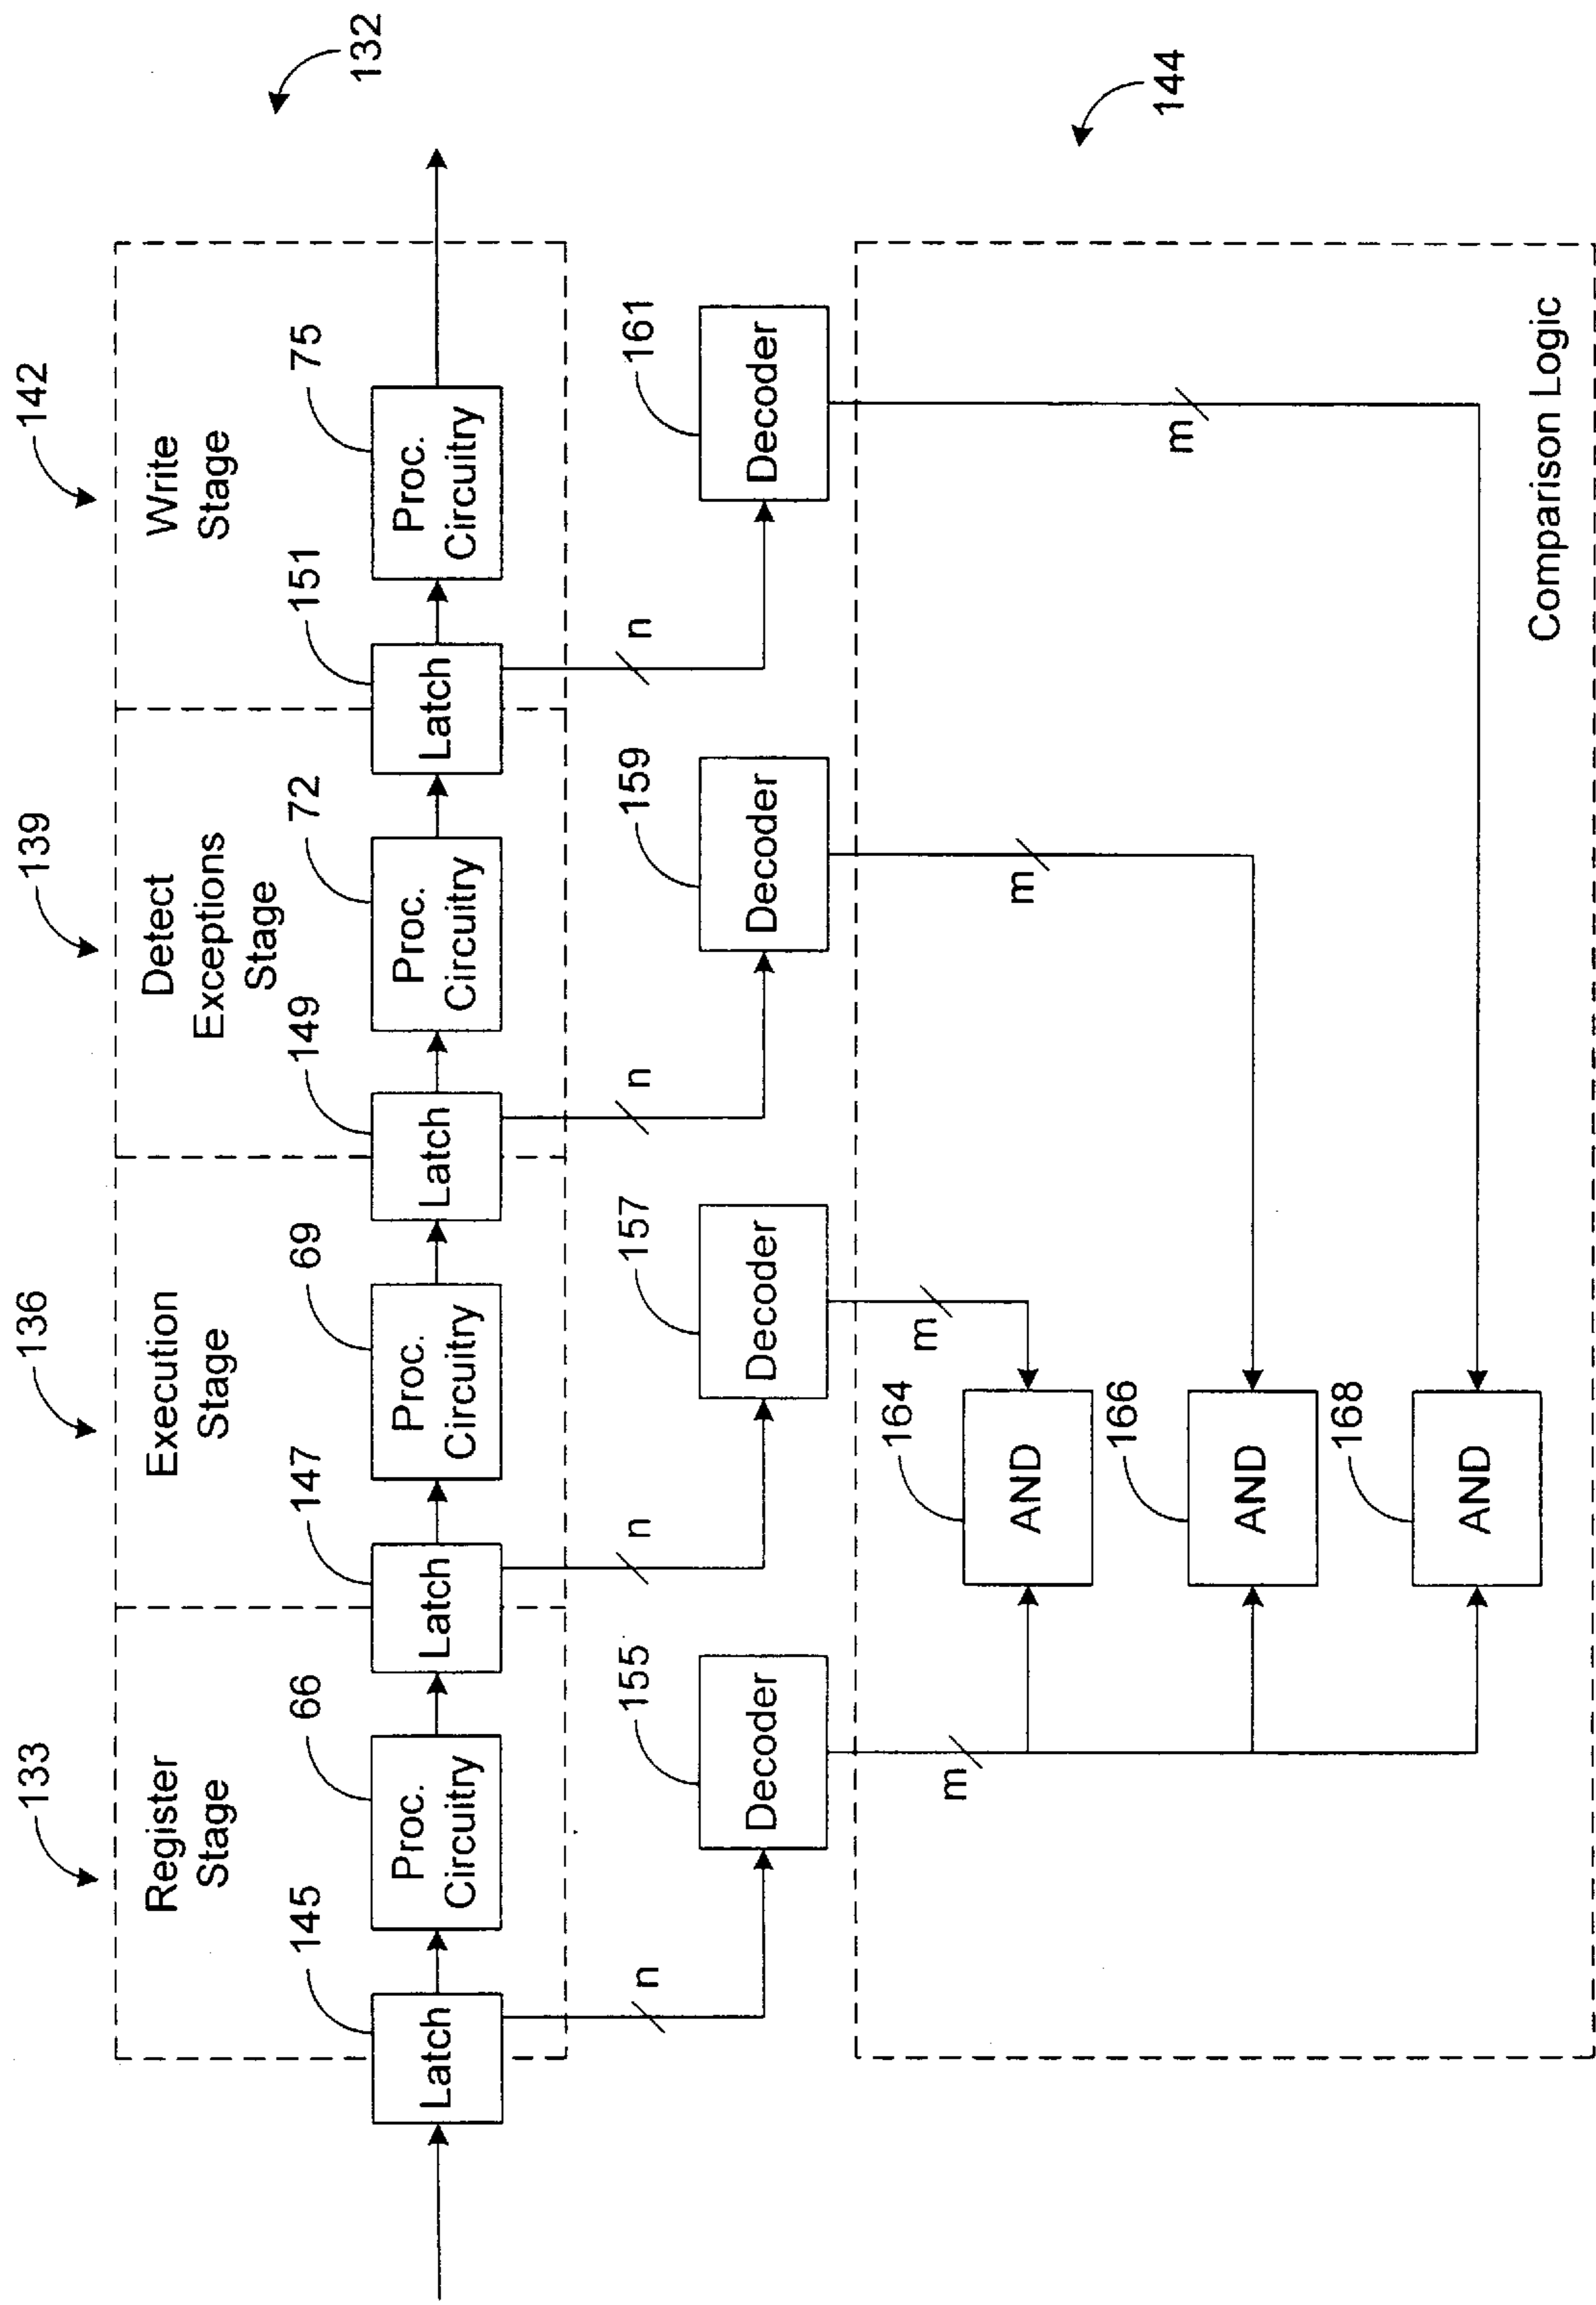 133
136
139
142
132
Register
Stage
Execution
Stage
Detect
Exceptions
Stage
Write
Stage
145
66
147
69
149
72
151
75
Latch
Proc.
Circuitry
Latch
Proc.
Circuitry
Latch
Proc.
Circuitry
Latch
Proc.
Circuitry
n
n
n
n
155
157
159
161
Decoder
Decoder
Decoder
Decoder
144
m
m
m
m
164
AND
166
AND
168
AND
Comparison Logic